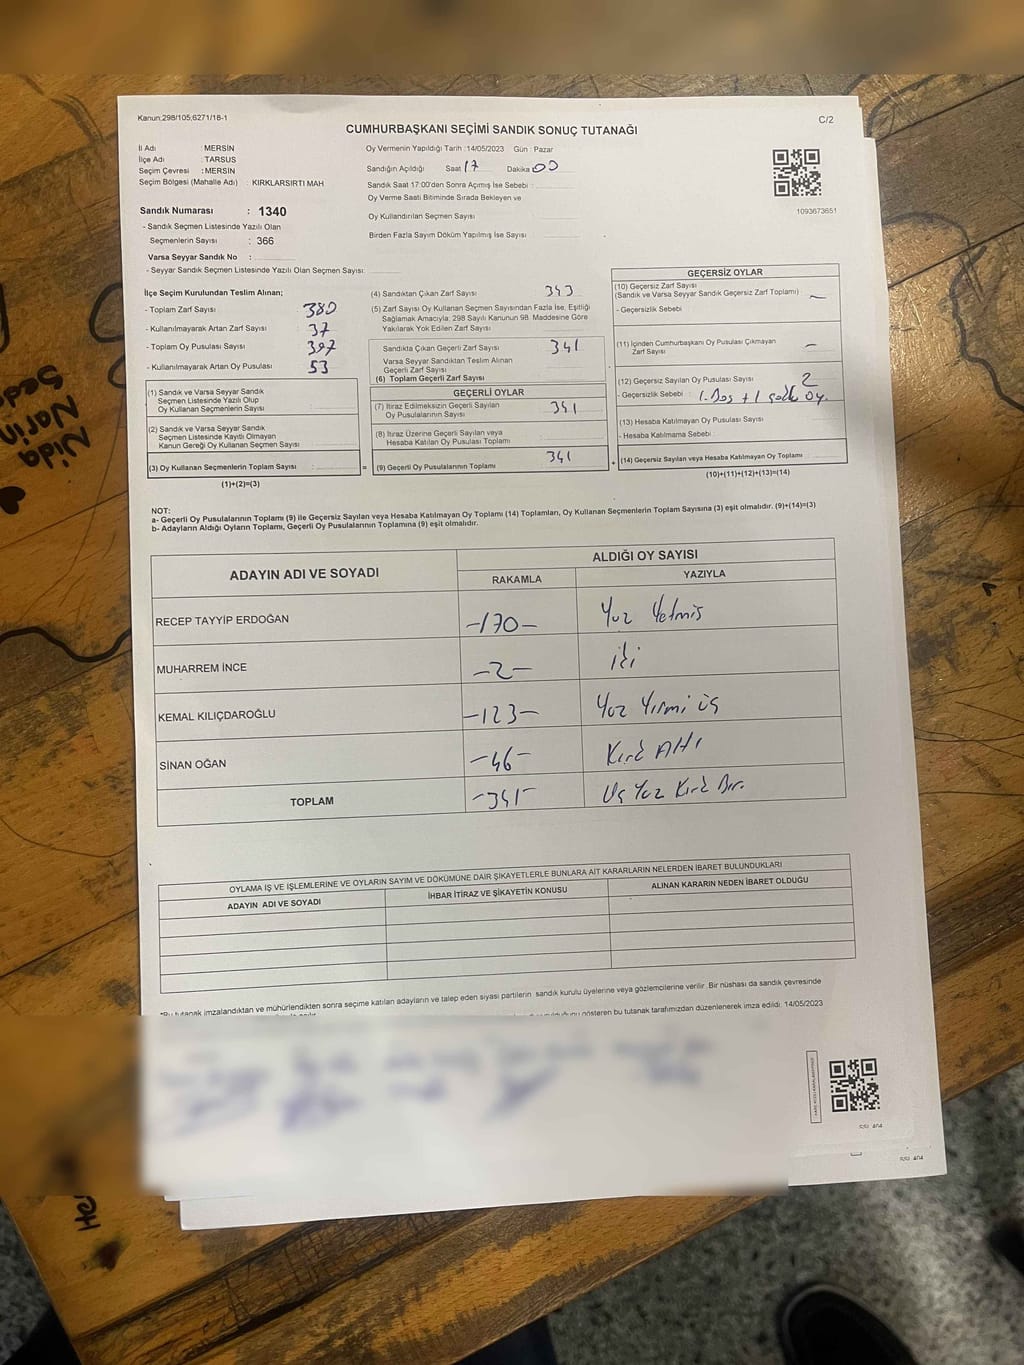 Kanun:298/105;6271/18-1
C/2
CUMHURBAŞKANI SEÇİMİ SANDIK SONUÇ TUTANAĞI
İl Adı : MERSİN
İlçe Adı : TARSUS
Seçim Çevresi : MERSİN
Seçim Bölgesi (Mahalle Adı) : KIRKLARSIRTI MAH
Oy Vermenin Yapıldığı Tarih :14/05/2023 Gün : Pazar
Sandığın Açıldığı Saat 17 Dakika 00
Sandık Saat 17:00'den Sonra Açımış İse Sebebi :
Oy Verme Saati Bitiminde Sırada Bekleyen ve
Oy Kullandırılan Seçmen Sayısı
Birden Fazla Sayım Döküm Yapılmış İse Sayısı
1093673651
Sandık Numarası : 1340
- Sandık Seçmen Listesinde Yazılı Olan
Seçmenlerin Sayısı : 366
Varsa Seyyar Sandık No :
- Seyyar Sandık Seçmen Listesinde Yazılı Olan Seçmen Sayısı:
İlçe Seçim Kurulundan Teslim Alınan;
- Toplam Zarf Sayısı 380
- Kullanılmayarak Artan Zarf Sayısı 37
- Toplam Oy Pusulası Sayısı 397
- Kullanılmayarak Artan Oy Pusulası 53
(1) Sandık ve Varsa Seyyar Sandık
Seçmen Listesinde Yazılı Olup
Oy Kullanan Seçmenlerin Sayısı
(2) Sandık ve Varsa Seyyar Sandık
Seçmen Listesinde Kayıtlı Olmayan
Kanun Gereği Oy Kullanan Seçmen Sayısı
(3) Oy Kullanan Seçmenlerin Toplam Sayısı :
(1)+(2)=(3)
(4) Sandıktan Çıkan Zarf Sayısı 343
(5) Zarf Sayısı Oy Kullanan Seçmen Sayısından Fazla İse, Eşitliği
Sağlamak Amacıyla, 298 Sayılı Kanunun 98. Maddesine Göre
Yakılarak Yok Edilen Zarf Sayısı
Sandıkta Çıkan Geçerli Zarf Sayısı 341
Varsa Seyyar Sandıktan Teslim Alınan
Geçerli Zarf Sayısı
(6) Toplam Geçerli Zarf Sayısı
GEÇERLİ OYLAR
(7) İtiraz Edilmeksizin Geçerli Sayılan
Oy Pusulalarının Sayısı 341
(8) İtiraz Üzerine Geçerli Sayılan veya
Hesaba Katılan Oy Pusulası Toplamı
= (9) Geçerli Oy Pusulalarının Toplamı 341
GEÇERSİZ OYLAR
(10) Geçersiz Zarf Sayısı
(Sandık ve Varsa Seyyar Sandık Geçersiz Zarf Toplamı) —
- Geçersizlik Sebebi
(11) İçinden Cumhurbaşkanı Oy Pusulası Çıkmayan
Zarf Sayısı —
(12) Geçersiz Sayılan Oy Pusulası Sayısı 2
- Geçersizlik Sebebi : 1. Boş + 1 Oy.
(13) Hesaba Katılmayan Oy Pusulası Sayısı
- Hesaba Katılmama Sebebi
+ (14) Geçersiz Sayılan veya Hesaba Katılmayan Oy Toplamı :
(10)+(11)+(12)+(13)=(14)
NOT:
a- Geçerli Oy Pusulalarının Toplamı (9) ile Geçersiz Sayılan veya Hesaba Katılmayan Oy Toplamı (14) Toplamları, Oy Kullanan Seçmenlerin Toplam Sayısına (3) eşit olmalıdır. (9)+(14)=(3)
b- Adayların Aldığı Oyların Toplamı, Geçerli Oy Pusulalarının Toplamına (9) eşit olmalıdır.
ADAYIN ADI VE SOYADI
ALDIĞI OY SAYISI
RAKAMLA YAZIYLA
RECEP TAYYİP ERDOĞAN -170- Yüz Yetmiş
MUHARREM İNCE -2- iki
KEMAL KILIÇDAROĞLU -123- Yüz Yirmi üç
SİNAN OĞAN -46- Kırk Altı
TOPLAM -341- Üç Yüz Kırk Bir.
OYLAMA İŞ VE İŞLEMLERİNE VE OYLARIN SAYIM VE DÖKÜMÜNE DAİR ŞİKAYETLERLE BUNLARA AİT KARARLARIN NELERDEN İBARET BULUNDUKLARI
ADAYIN ADI VE SOYADI İHBAR İTİRAZ VE ŞİKAYETİN KONUSU ALINAN KARARIN NEDEN İBARET OLDUĞU
*Bu tutanak imzalandıktan ve mühürlendikten sonra seçime katılan adayların ve talep eden siyasi partilerin sandık kurulu üyelerine veya gözlemcilerine verilir. Bir nüshası da sandık çevresinde
gösteren bu tutanak tarafımızdan düzenlenerek imza edildi. 14/05/2023
Nida
Narin